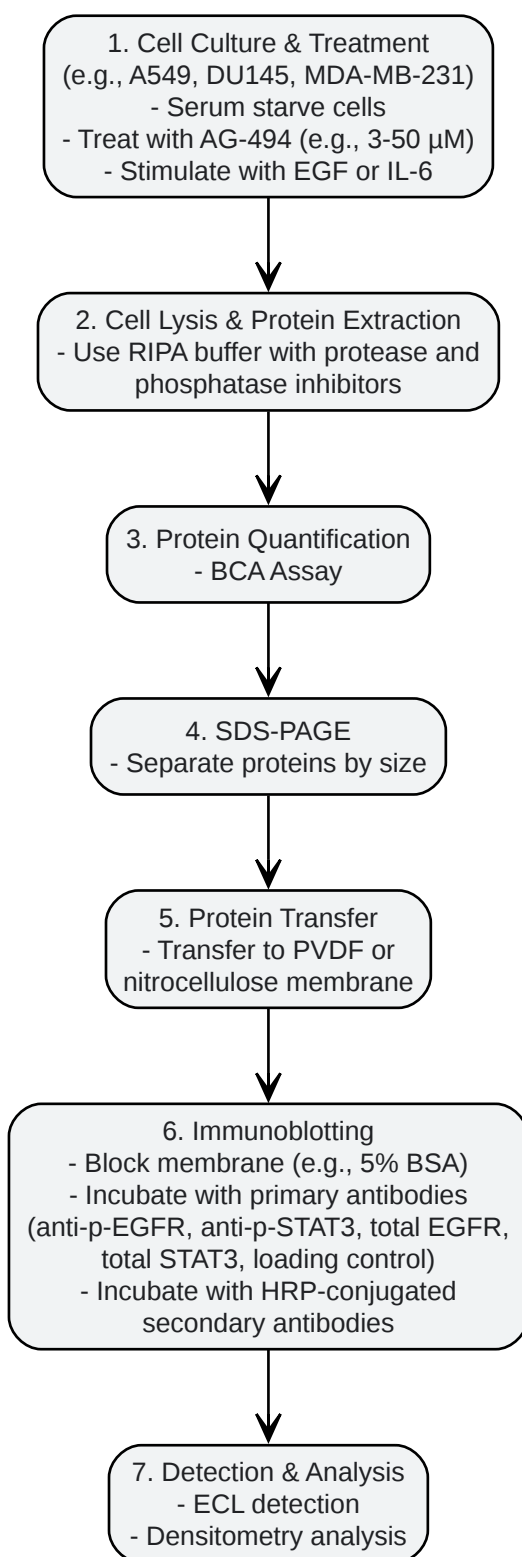 1. Cell Culture & Treatment
(e.g., A549, DU145, MDA-MB-231)
- Serum starve cells
- Treat with AG-494 (e.g., 3-50 µM)
- Stimulate with EGF or IL-6
2. Cell Lysis & Protein Extraction
- Use RIPA buffer with protease and
phosphatase inhibitors
3. Protein Quantification
- BCA Assay
4. SDS-PAGE
- Separate proteins by size
5. Protein Transfer
- Transfer to PVDF or
nitrocellulose membrane
6. Immunoblotting
- Block membrane (e.g., 5% BSA)
- Incubate with primary antibodies
(anti-p-EGFR, anti-p-STAT3, total EGFR,
total STAT3, loading control)
- Incubate with HRP-conjugated
secondary antibodies
7. Detection & Analysis
- ECL detection
- Densitometry analysis